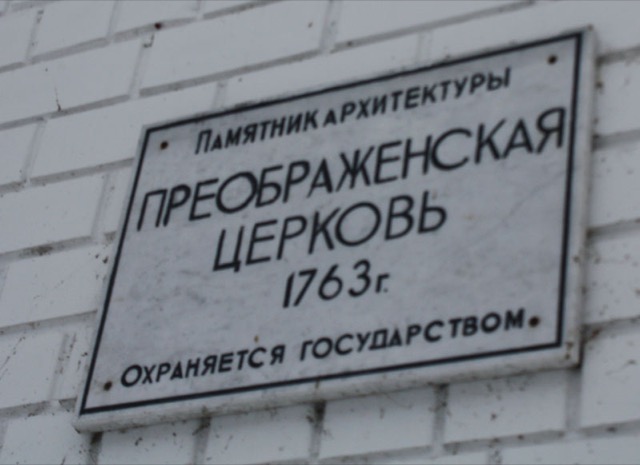 ПАМЯТНИК АРХИТЕКТУРЫ
ПРЕОБРАЖЕНСКАЯ
ЦЕРКОВЬ
1763г.
ОХРАНЯЕТСЯ ГОСУДАРСТВОМ